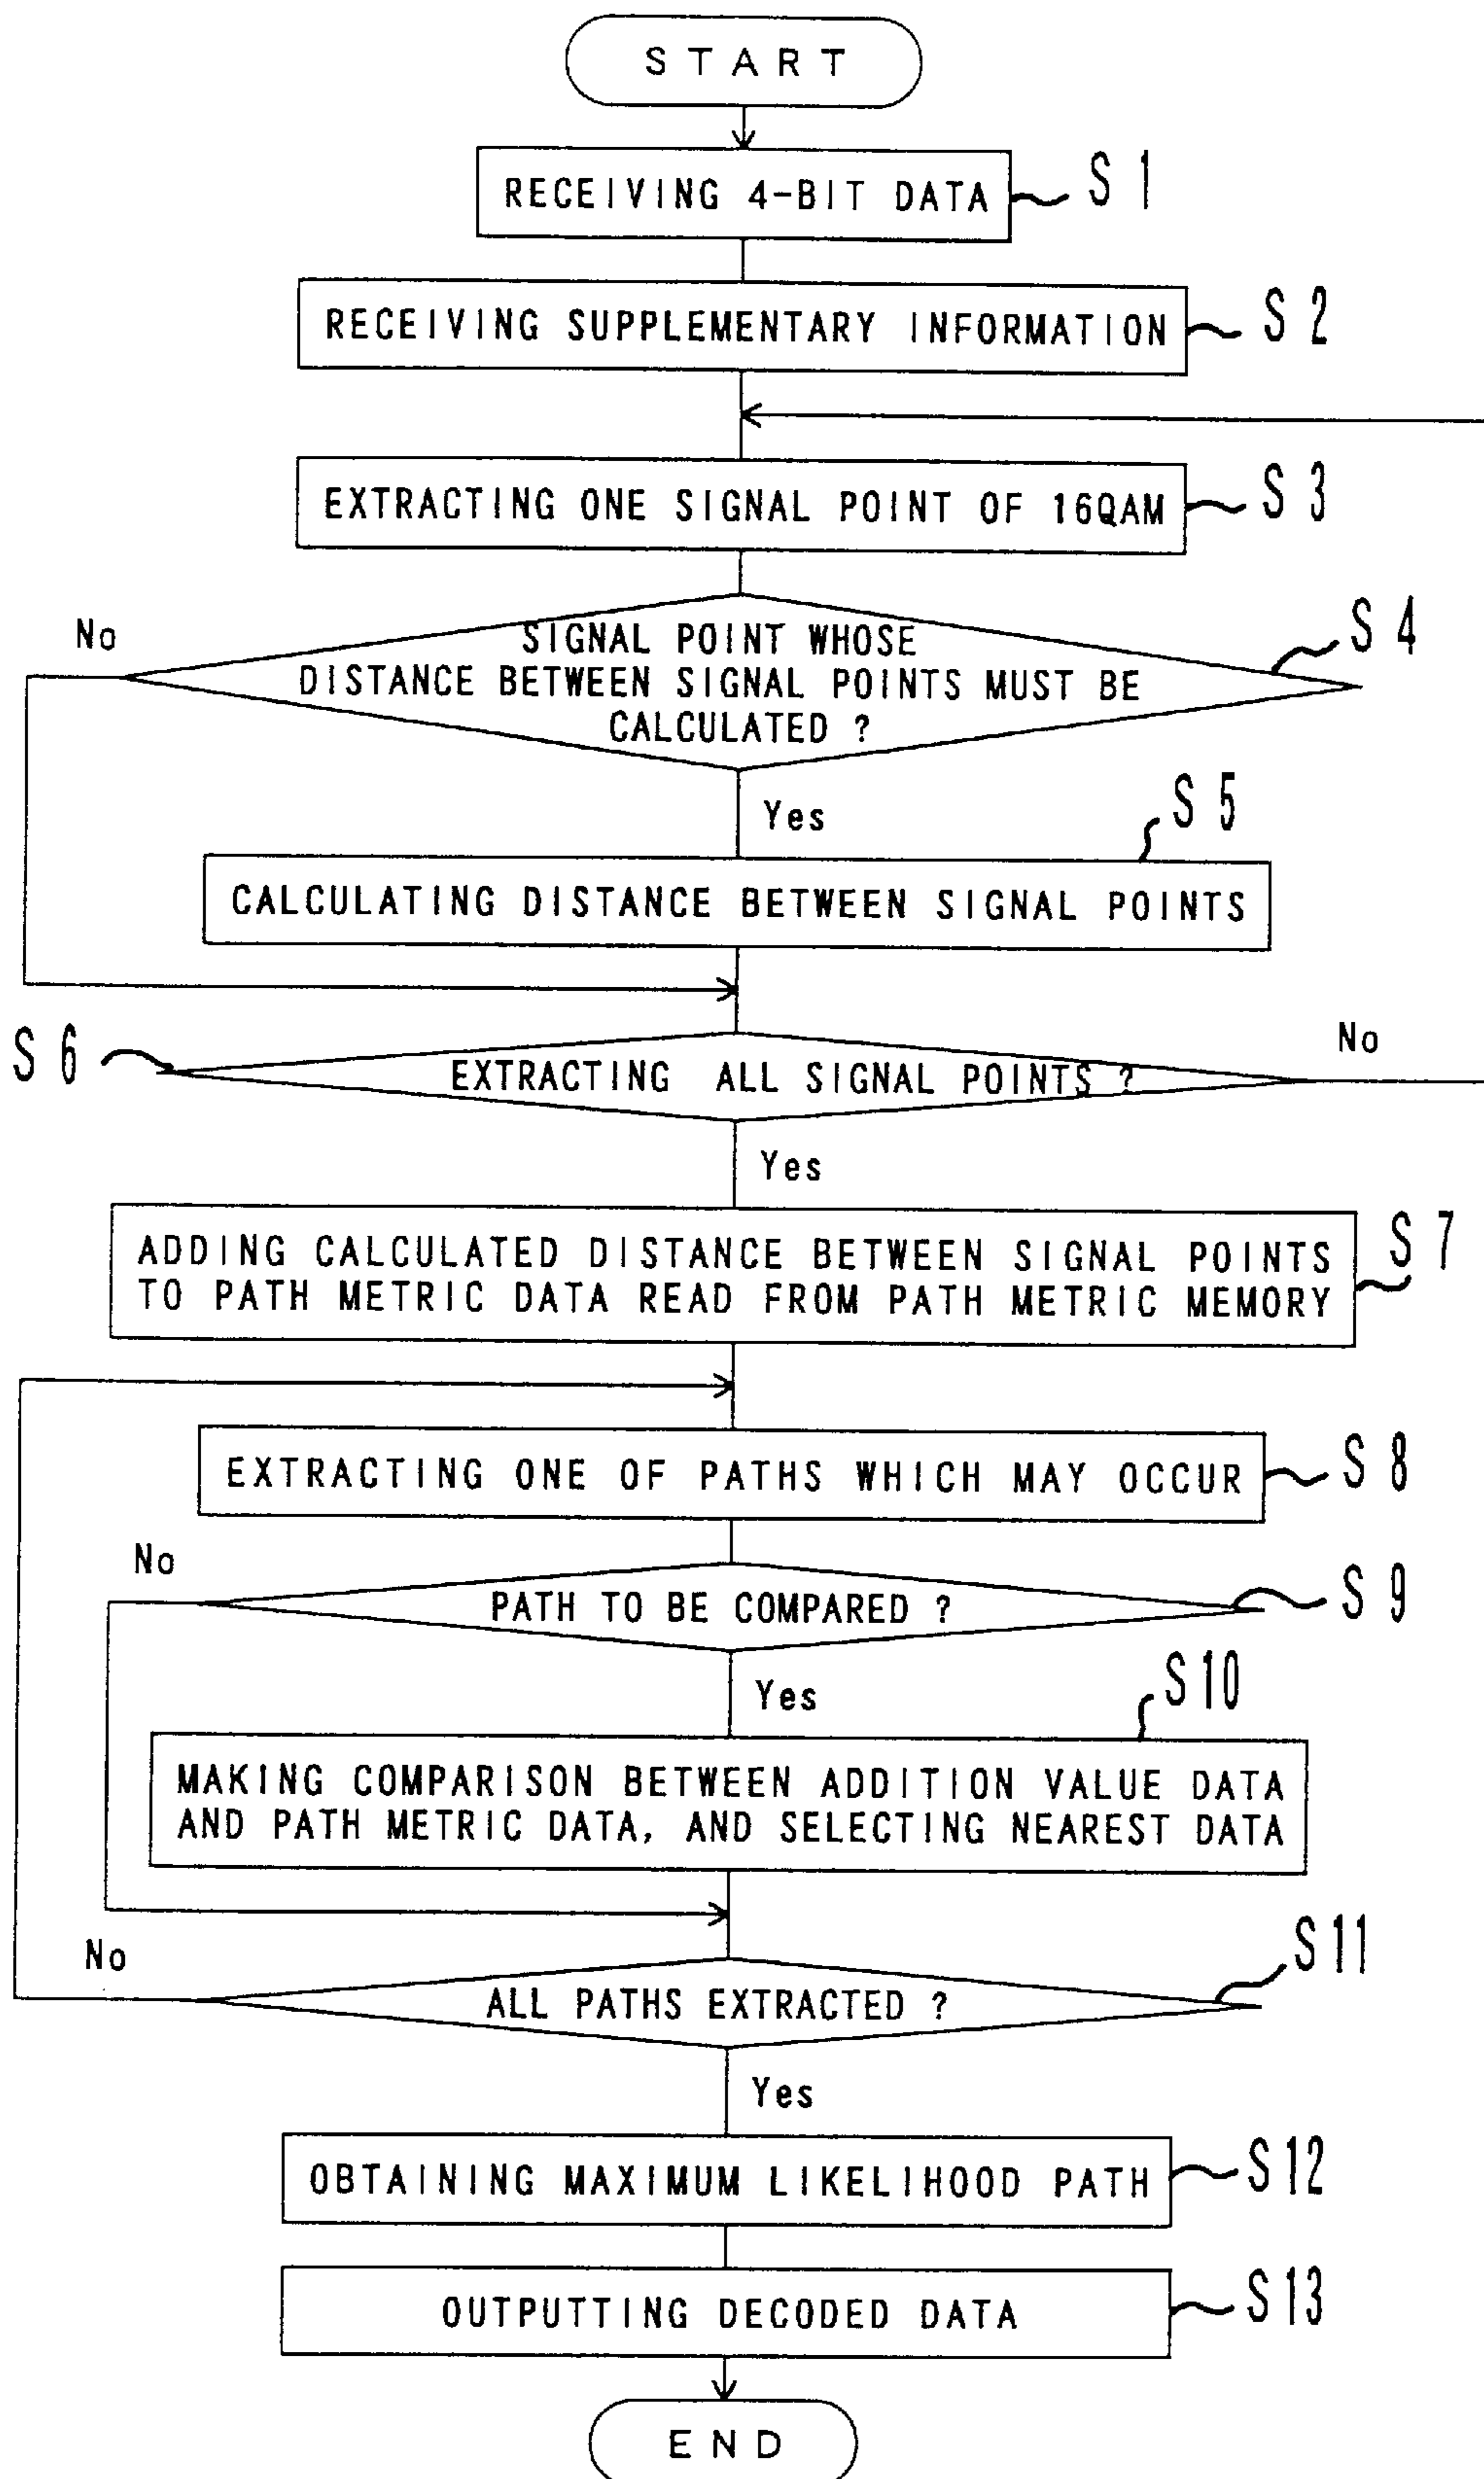 START
RECEIVING 4-BIT DATA
S1
RECEIVING SUPPLEMENTARY INFORMATION
S2
EXTRACTING ONE SIGNAL POINT OF 16QAM
S3
No
SIGNAL POINT WHOSE
DISTANCE BETWEEN SIGNAL POINTS MUST BE
CALCULATED ?
S4
Yes
S5
CALCULATING DISTANCE BETWEEN SIGNAL POINTS
S6
EXTRACTING ALL SIGNAL POINTS ?
No
Yes
ADDING CALCULATED DISTANCE BETWEEN SIGNAL POINTS
TO PATH METRIC DATA READ FROM PATH METRIC MEMORY
S7
EXTRACTING ONE OF PATHS WHICH MAY OCCUR
S8
No
PATH TO BE COMPARED ?
S9
Yes
S10
MAKING COMPARISON BETWEEN ADDITION VALUE DATA
AND PATH METRIC DATA, AND SELECTING NEAREST DATA
No
ALL PATHS EXTRACTED ?
S11
Yes
OBTAINING MAXIMUM LIKELIHOOD PATH
S12
OUTPUTTING DECODED DATA
S13
END